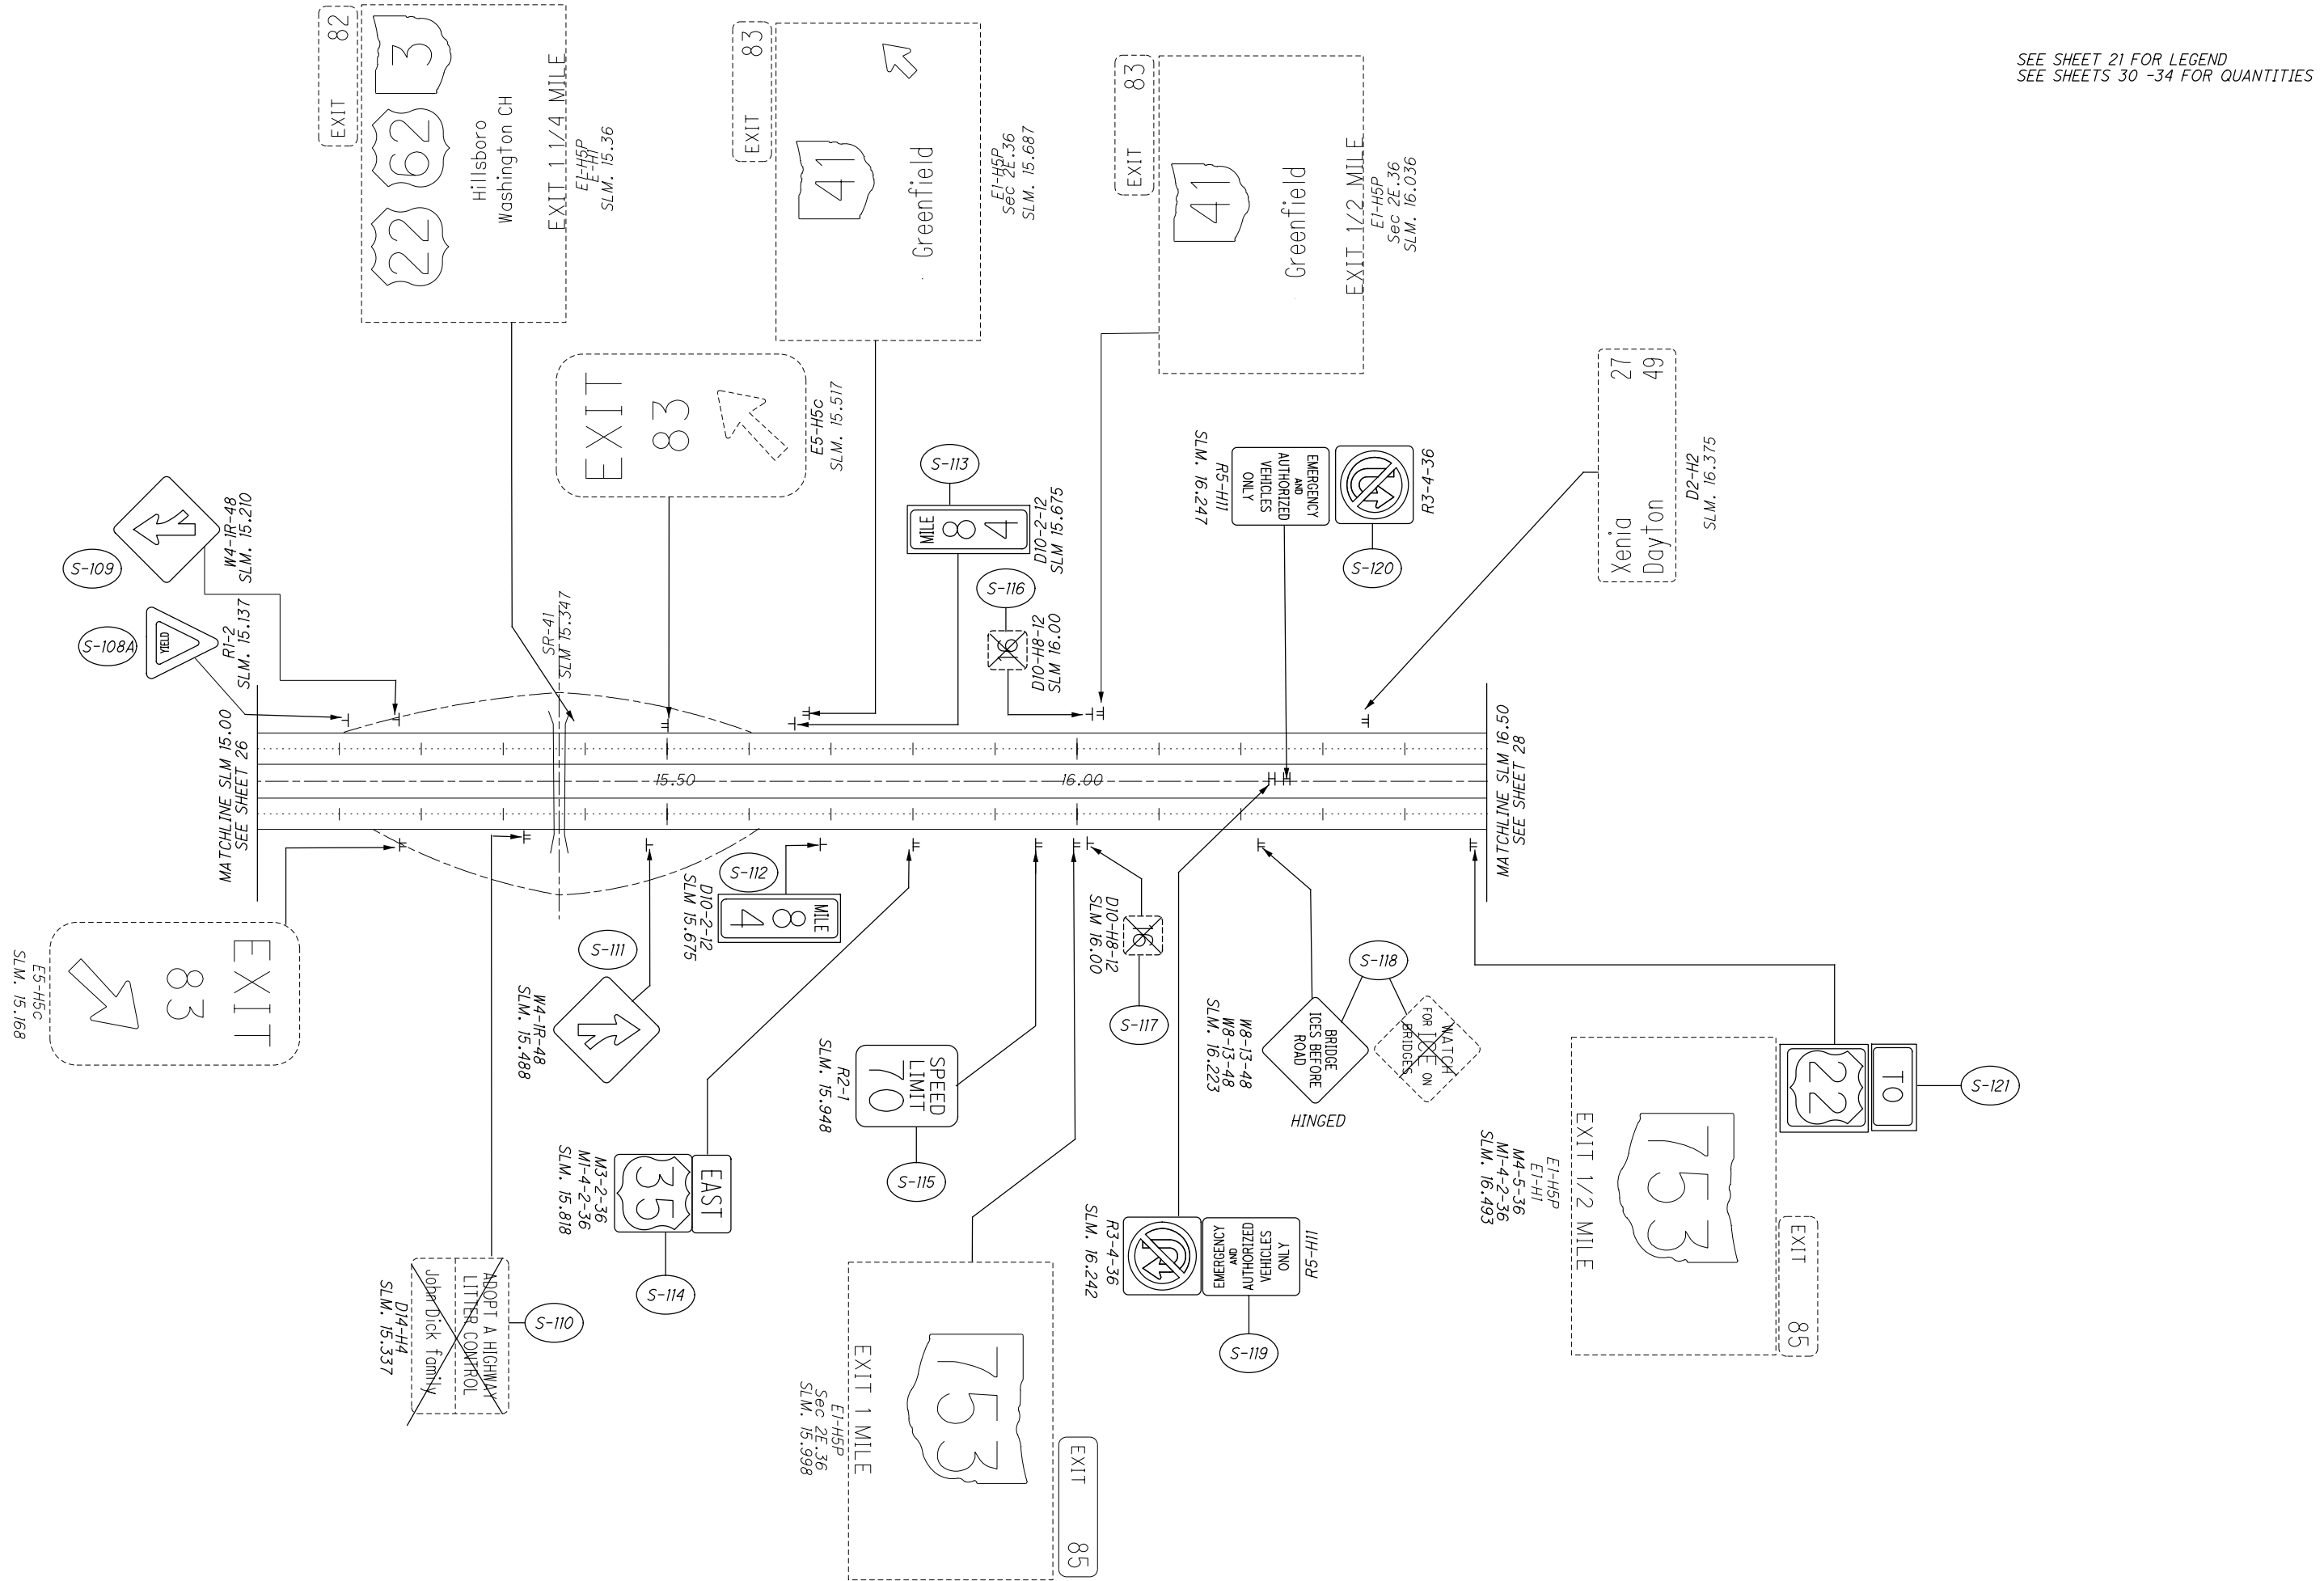 SEE SHEET 21 FOR LEGEND
SEE SHEETS 30 -34 FOR QUANTITIES
EXIT 82
3
62
22
Hillsboro
Washington CH
EXIT 1 1/4 MILE
E1-H5P
E-H1
SLM. 15.36
EXIT 83
41
Greenfield
E1-H5P
Sec 2E.36
SLM. 15.687
EXIT 83
41
Greenfield
EXIT 1/2 MILE
E1-H5P
Sec 2E.36
SLM. 16.036
EXIT
83
E5-H5c
SLM. 15.517
Xenia 27
Dayton 49
D2-H2
SLM. 16.375
S-113
MILE
8
4
D10-2-12
SLM 15.675
S-116
16
D10-H8-12
SLM 16.00
R3-4-36
EMERGENCY
AND
AUTHORIZED
VEHICLES
ONLY
R5-H11
SLM. 16.247
S-120
W4-1R-48
SLM. 15.210
S-109
YIELD
R1-2
SLM. 15.137
S-108A
SR-41
SLM 15.347
MATCHLINE SLM 15.00
SEE SHEET 26
15.50
16.00
MATCHLINE SLM 16.50
SEE SHEET 28
EXIT
83
E5-H5c
SLM. 15.168
S-111
W4-1R-48
SLM. 15.488
S-112
MILE
8
4
D10-2-12
SLM 15.675
16
D10-H8-12
SLM 16.00
S-117
S-118
WATCH
FOR ICE ON
BRIDGES
BRIDGE
ICES BEFORE
ROAD
HINGED
W8-13-48
W8-13-48
SLM. 16.223
SPEED
LIMIT
70
R2-1
SLM. 15.948
S-115
EAST
35
M3-2-36
M1-4-2-36
SLM. 15.818
S-114
TO
22
S-121
EXIT 85
753
EXIT 1/2 MILE
E1-H5P
E1-H1
M4-5-36
M1-4-2-36
SLM. 16.493
R5-H11
ONLY
VEHICLES
AUTHORIZED
AND
EMERGENCY
R3-4-36
SLM. 16.242
S-119
ADOPT A HIGHWAY
LITTER CONTROL
John Dick family
D14-H4
SLM. 15.337
S-110
EXIT 85
753
EXIT 1 MILE
E1-H5P
Sec 2E.36
SLM. 15.998